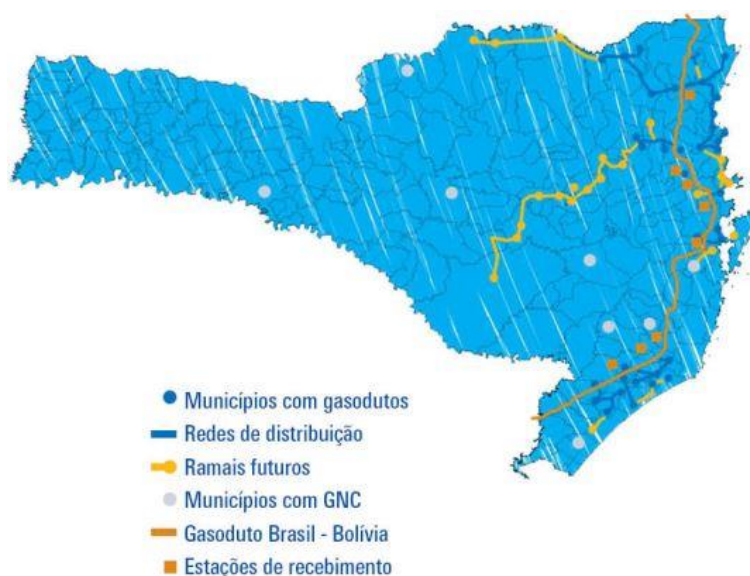 Municípios com gasodutos
Redes de distribuição
Ramais futuros
Municípios com GNC
Gasoduto Brasil - Bolívia
Estações de recebimento